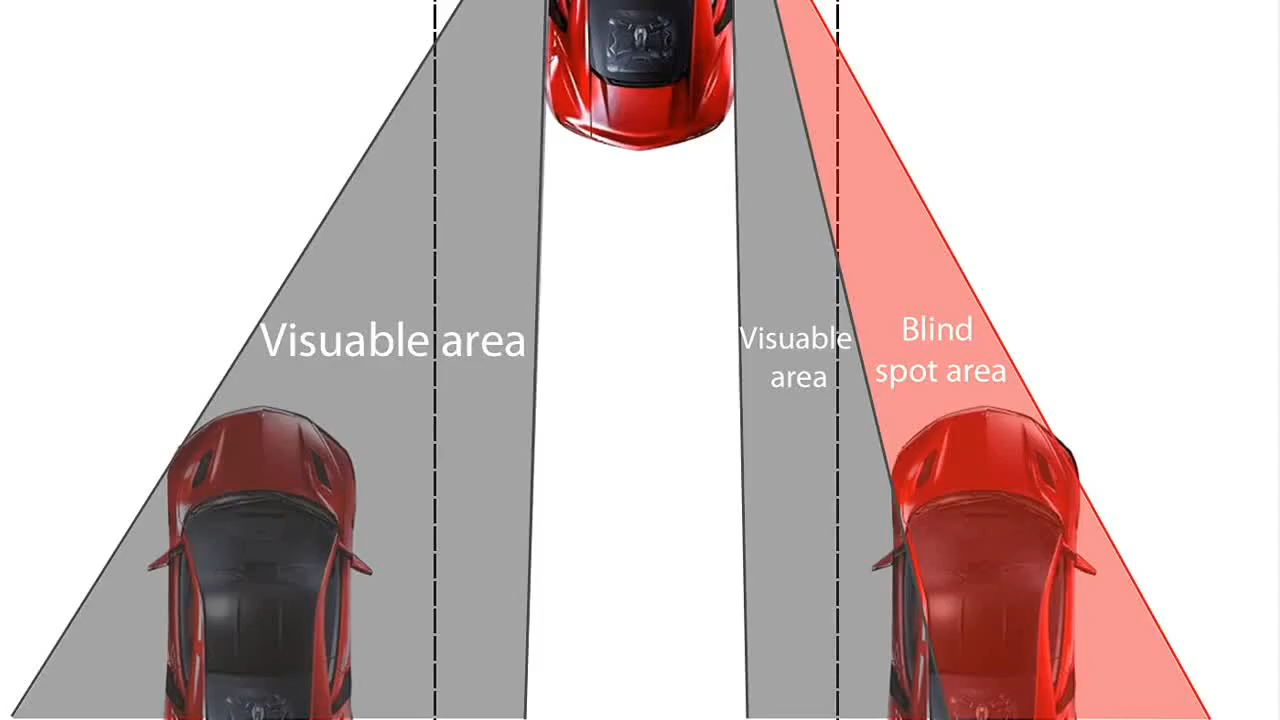 Visuable area
Visuable
area
Blind
spot area